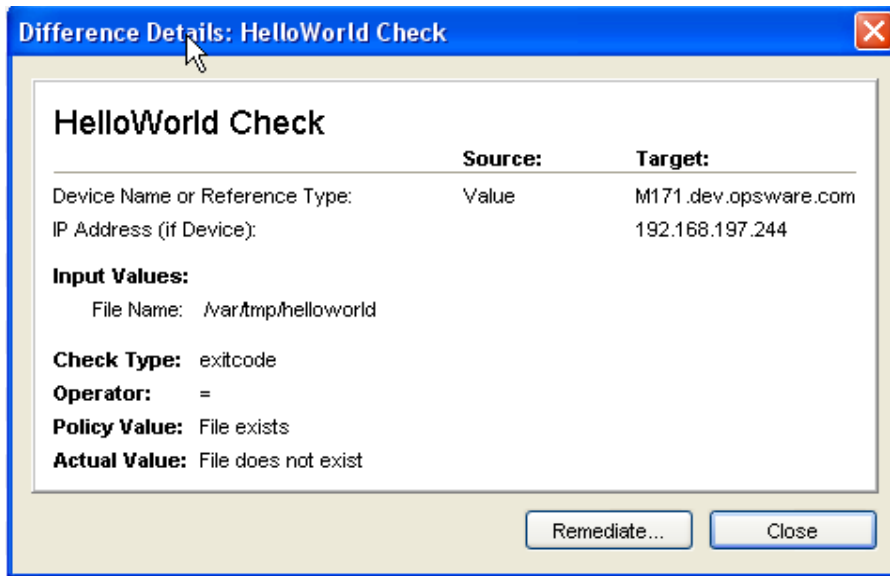 Difference Details: HelloWorld Check
HelloWorld Check
Source: Target:
Device Name or Reference Type: Value M171.dev.opsware.com
IP Address (if Device): 192.168.197.244
Input Values:
File Name: /var/tmp/helloworld
Check Type: exitcode
Operator: =
Policy Value: File exists
Actual Value: File does not exist
Remediate... Close